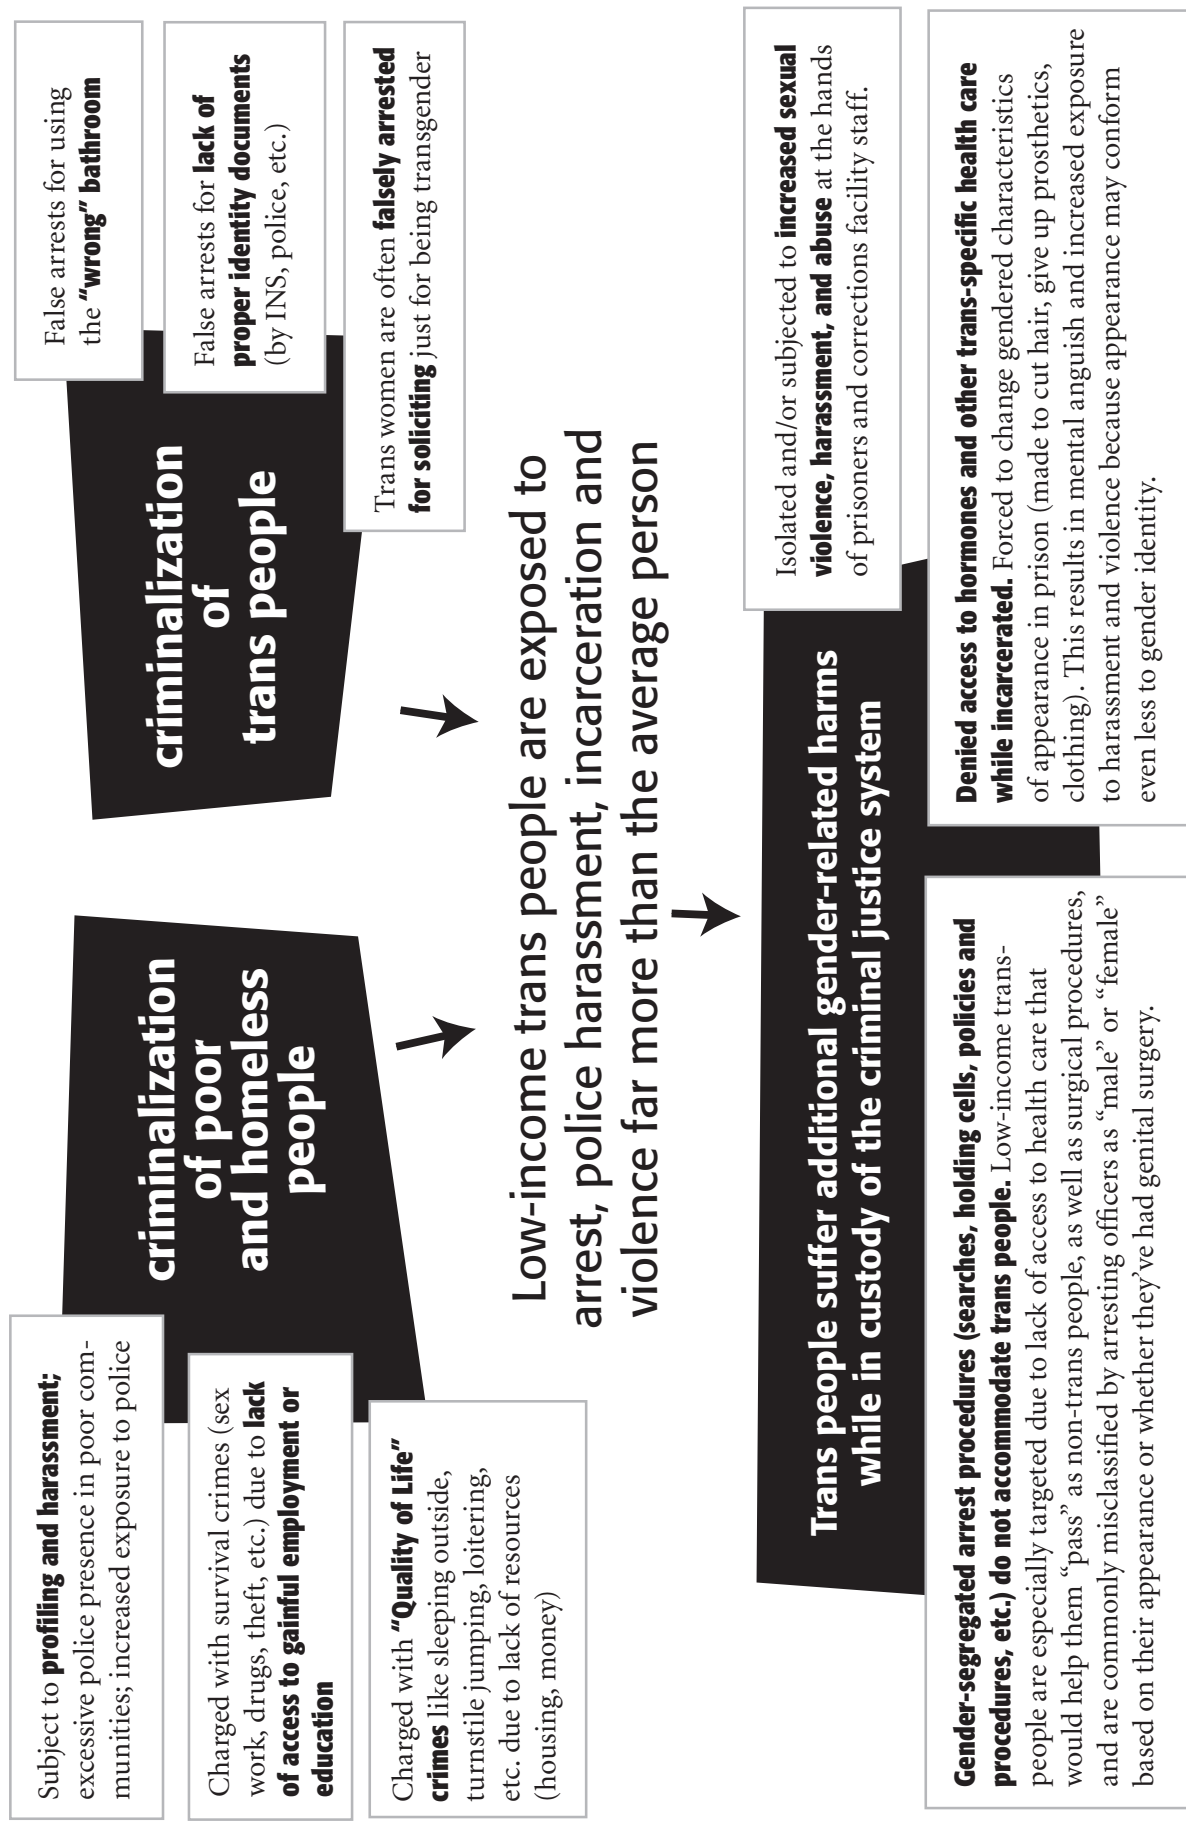 Subject to profiling and harassment;
excessive police presence in poor com-
munities; increased exposure to police
Charged with survival crimes (sex
work, drugs, theft, etc.) due to lack
of access to gainful employment or
education
Charged with “Quality of Life”
crimes like sleeping outside,
turnstile jumping, loitering,
etc. due to lack of resources
(housing, money)
criminalization
of poor
and homeless
people
criminalization
of
trans people
False arrests for using
the “wrong” bathroom
False arrests for lack of
proper identity documents
(by INS, police, etc.)
Trans women are often falsely arrested
for soliciting just for being transgender
Low-income trans people are exposed to
arrest, police harassment, incarceration and
violence far more than the average person
Trans people suffer additional gender-related harms
while in custody of the criminal justice system
Isolated and/or subjected to increased sexual
violence, harassment, and abuse at the hands
of prisoners and corrections facility staff.
Gender-segregated arrest procedures (searches, holding cells, policies and
procedures, etc.) do not accommodate trans people. Low-income trans-
people are especially targeted due to lack of access to health care that
would help them “pass” as non-trans people, as well as surgical procedures,
and are commonly misclassified by arresting officers as “male” or “female”
based on their appearance or whether they’ve had genital surgery.
Denied access to hormones and other trans-specific health care
while incarcerated. Forced to change gendered characteristics
of appearance in prison (made to cut hair, give up prosthetics,
clothing). This results in mental anguish and increased exposure
to harassment and violence because appearance may conform
even less to gender identity.